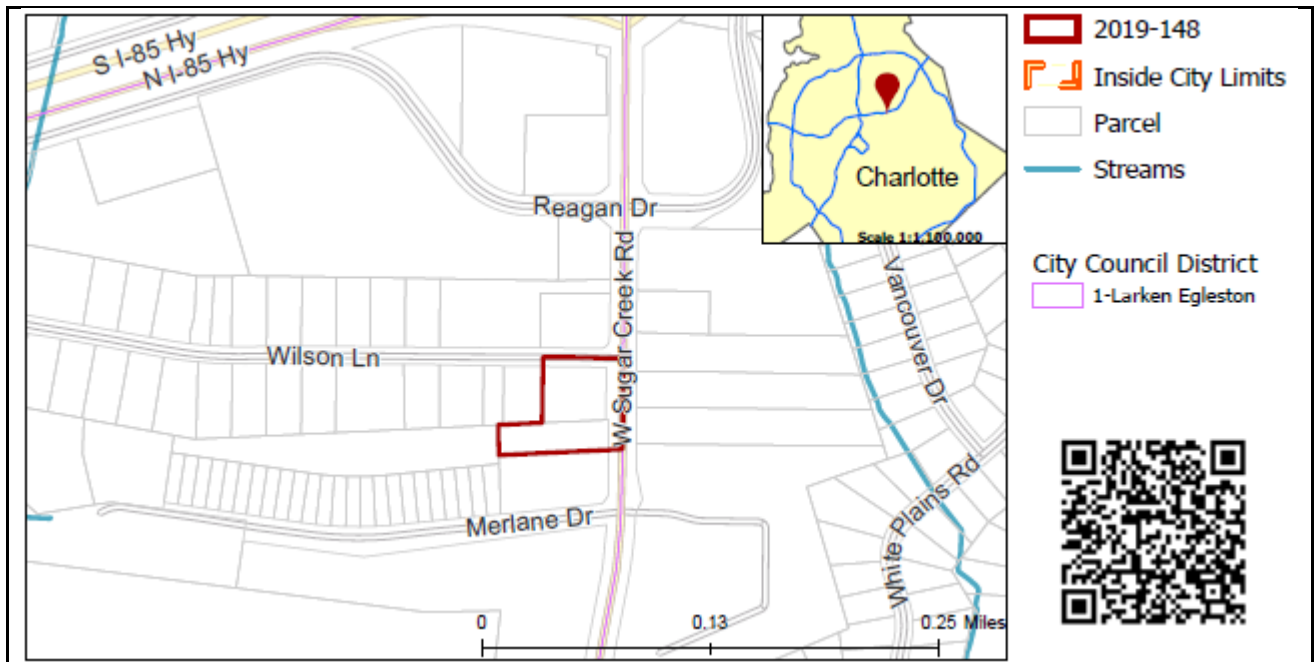 S I-85 Hy
N I-85 Hy
Reagan Dr
W Sugar Creek Rd
Wilson Ln
Merlane Dr
Vancouver Dr
White Plains Rd
0 0.13 0.25 Miles
Charlotte
Scale 1:1,100,000
2019-148
Inside City Limits
Parcel
Streams
City Council District
1-Larken Egleston